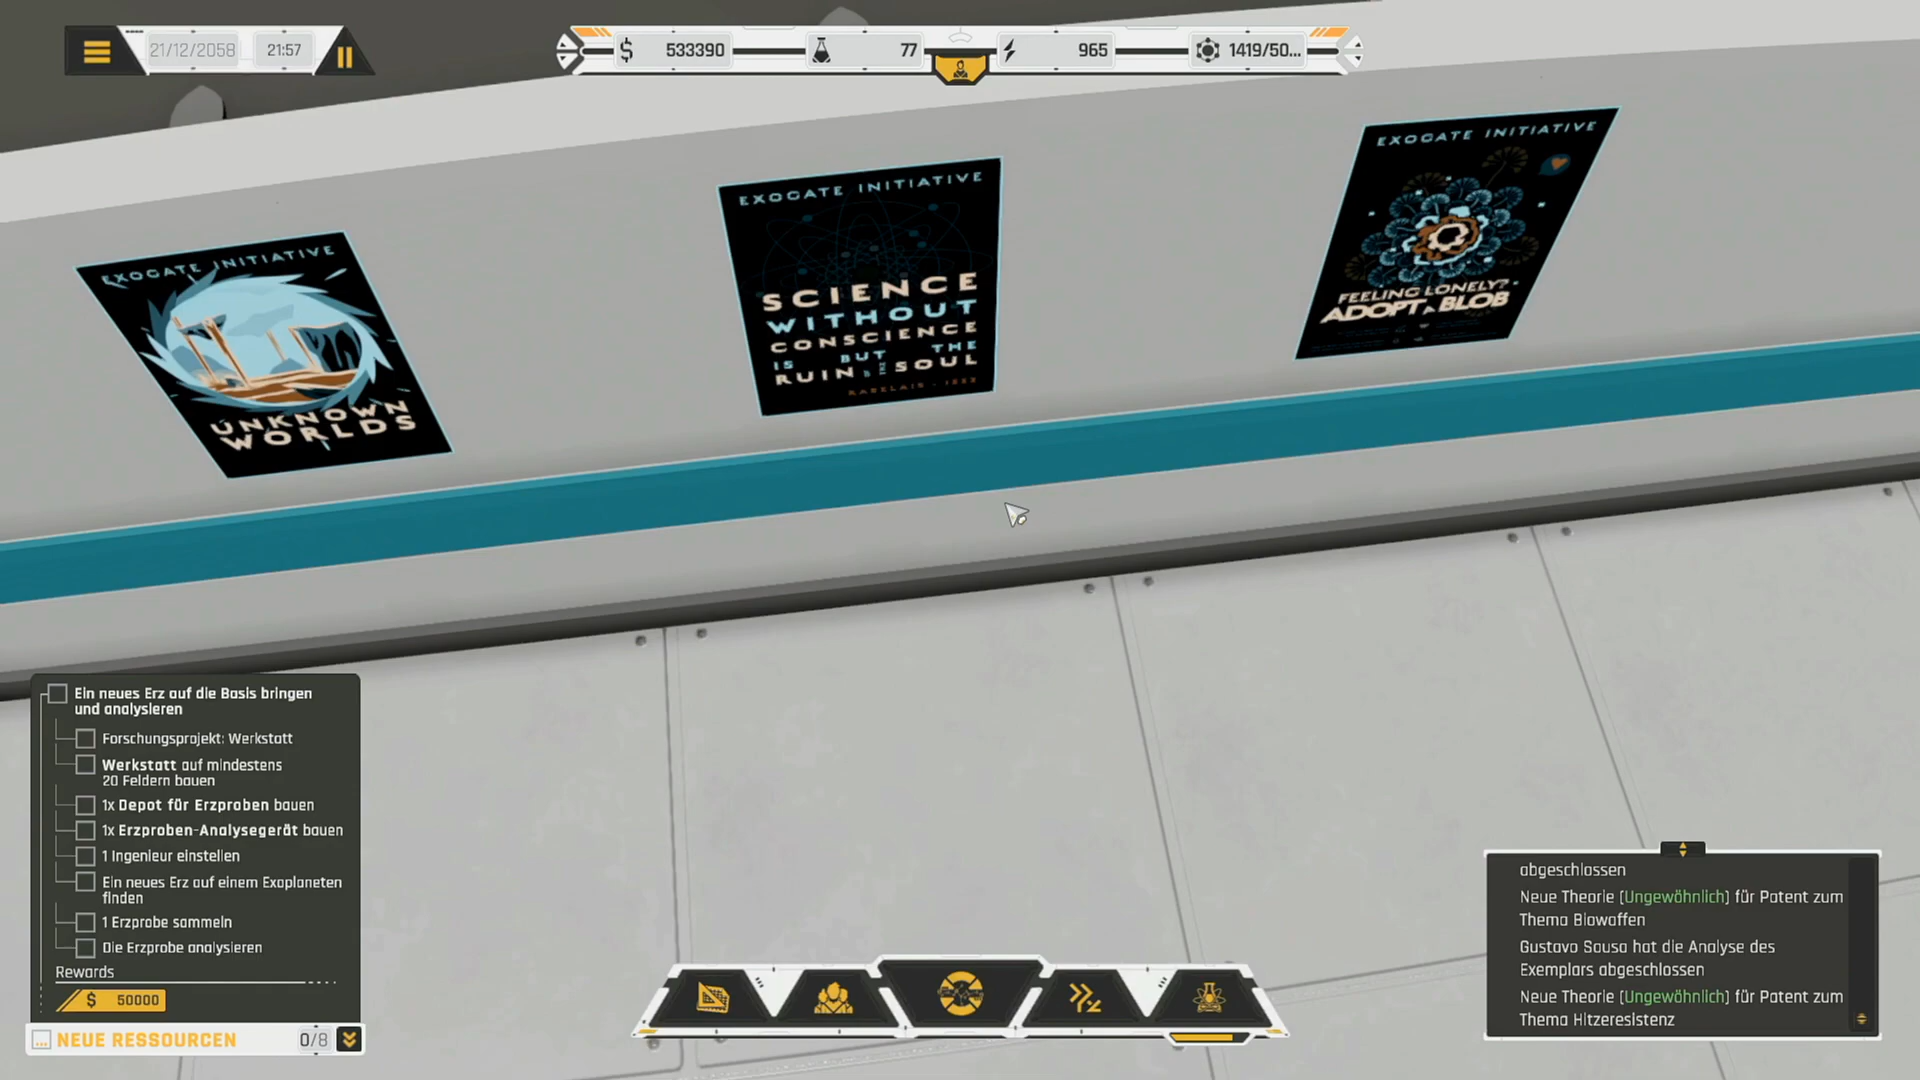 21/12/2058
21:57
533390
77
965
1419/50...
EXOGATE INITIATIVE
UNKNOWN
WORLDS
EXOGATE INITIATIVE
SCIENCE
WITHOUT
CONSCIENCE
IS BUT THE
RUIN OF THE SOUL
EXOGATE INITIATIVE
FEELING LONELY?
ADOPT A BLOB
Ein neues Erz auf die Basis bringen
und analysieren
Forschungsprojekt: Werkstatt
Werkstatt auf mindestens
20 Feldern bauen
1x Depot für Erzproben bauen
1x Erzproben-Analysegerät bauen
1 Ingenieur einstellen
Ein neues Erz auf einem Exoplaneten
finden
1 Erzprobe sammeln
Die Erzprobe analysieren
Rewards
$ 50000
... NEUE RESSOURCEN 0/8
abgeschlossen
Neue Theorie (Ungewöhnlich) für Patent zum
Thema Biowaffen
Gustavo Sousa hat die Analyse des
Exemplars abgeschlossen
Neue Theorie (Ungewöhnlich) für Patent zum
Thema Hitzeresistenz